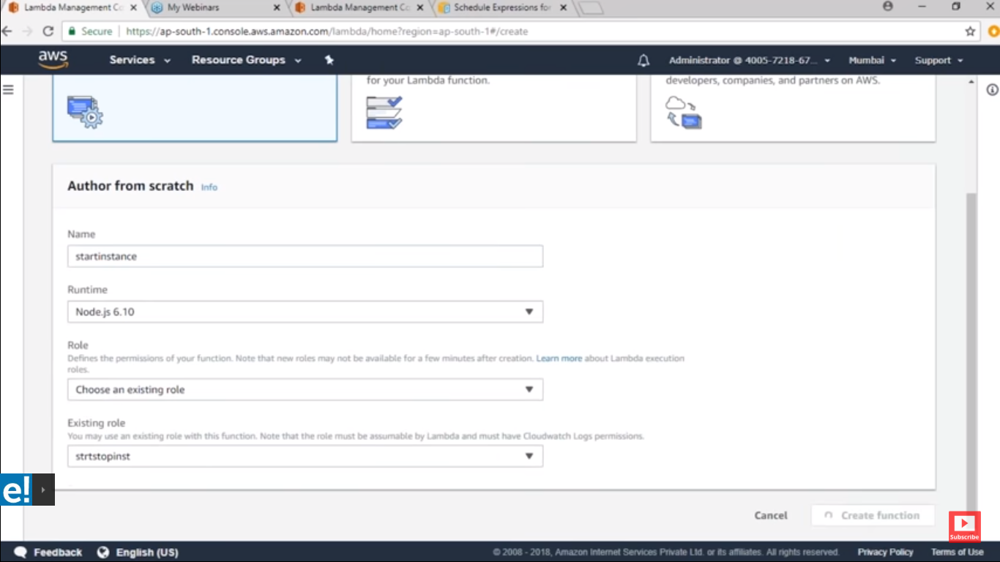 Lambda Management Co
My Webinars
Lambda Management Co
Schedule Expressions for
Secure
https://ap-south-1.console.aws.amazon.com/lambda/home?region=ap-south-1#/create
aws
Services
Resource Groups
Administrator @ 4005-7218-67...
Mumbai
Support
for your Lambda function.
developers, companies, and partners on AWS.
Author from scratch Info
Name
startinstance
Runtime
Node.js 6.10
Role
Defines the permissions of your function. Note that new roles may not be available for a few minutes after creation. Learn more about Lambda execution
roles.
Choose an existing role
Existing role
You may use an existing role with this function. Note that the role must be assumable by Lambda and must have Cloudwatch Logs permissions.
strtstopinst
e!
Cancel
Create function
Subscribe
Feedback
English (US)
© 2008 - 2018, Amazon Internet Services Private Ltd. or its affiliates. All rights reserved.
Privacy Policy
Terms of Use